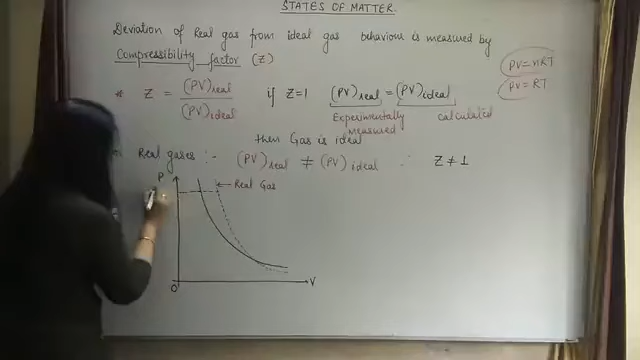 STATES OF MATTER.
Deviation of Real gas from ideal gas behaviour is measured by
Compressibility factor (Z)
PV = nRT
PV = RT
* Z = (PV)real / (PV)ideal if Z=1 (PV)real = (PV)ideal
Experimentally measured calculated
then Gas is ideal
Real gases :- (PV)real ≠ (PV)ideal ∴ Z ≠ 1
P
Real Gas
O
V